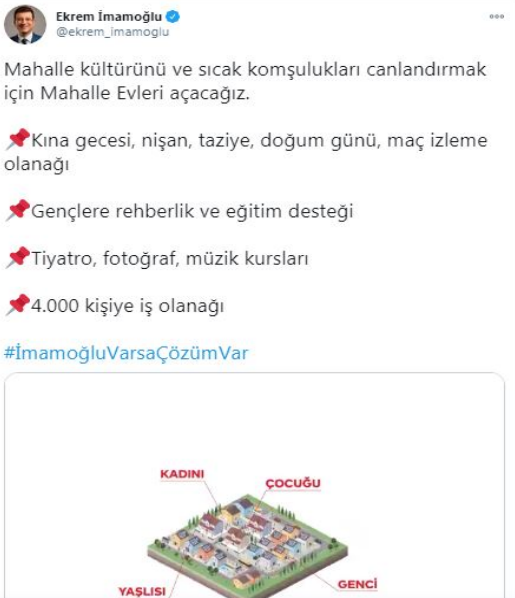 Ekrem İmamoğlu
@ekrem_imamoglu
Mahalle kültürünü ve sıcak komşulukları canlandırmak
için Mahalle Evleri açacağız.
📌Kına gecesi, nişan, taziye, doğum günü, maç izleme
olanağı
📌Gençlere rehberlik ve eğitim desteği
📌Tiyatro, fotoğraf, müzik kursları
📌4.000 kişiye iş olanağı
#İmamoğluVarsaÇözümVar
KADINI
ÇOCUĞU
YAŞLISI
GENCİ